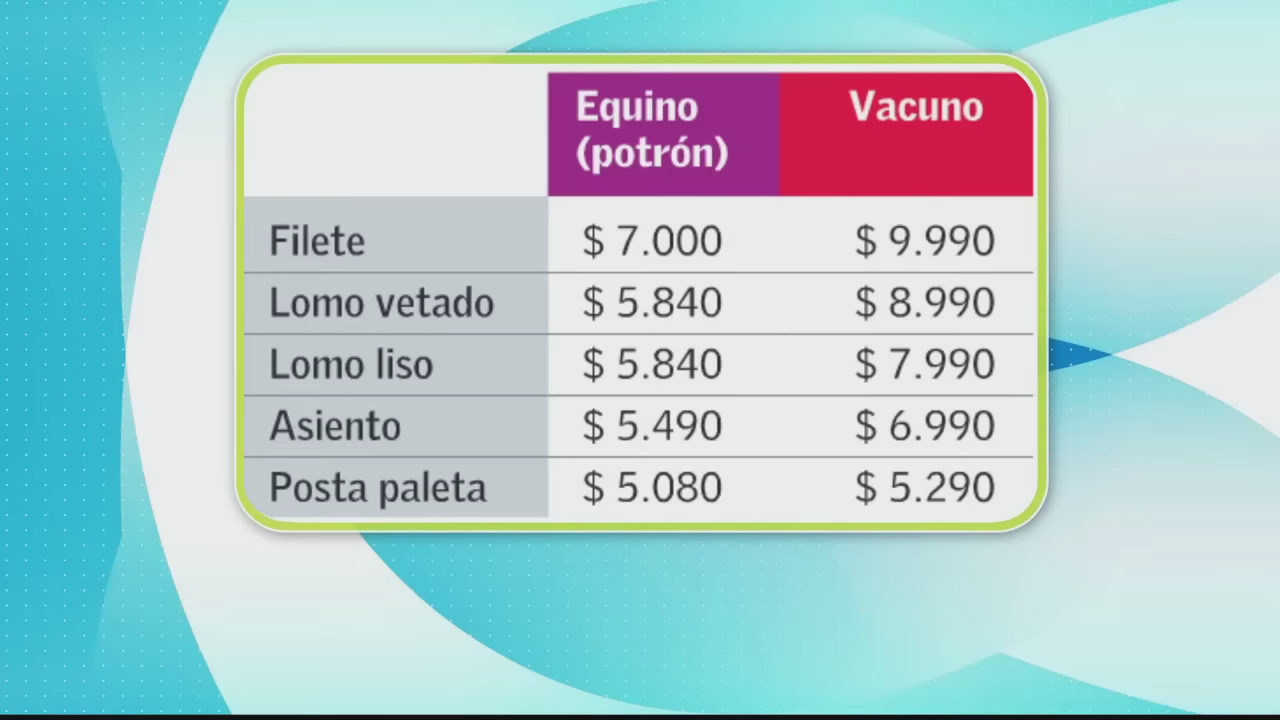 Equino Vacuno
(potrón)
Filete $ 7.000 $ 9.990
Lomo vetado $ 5.840 $ 8.990
Lomo liso $ 5.840 $ 7.990
Asiento $ 5.490 $ 6.990
Posta paleta $ 5.080 $ 5.290